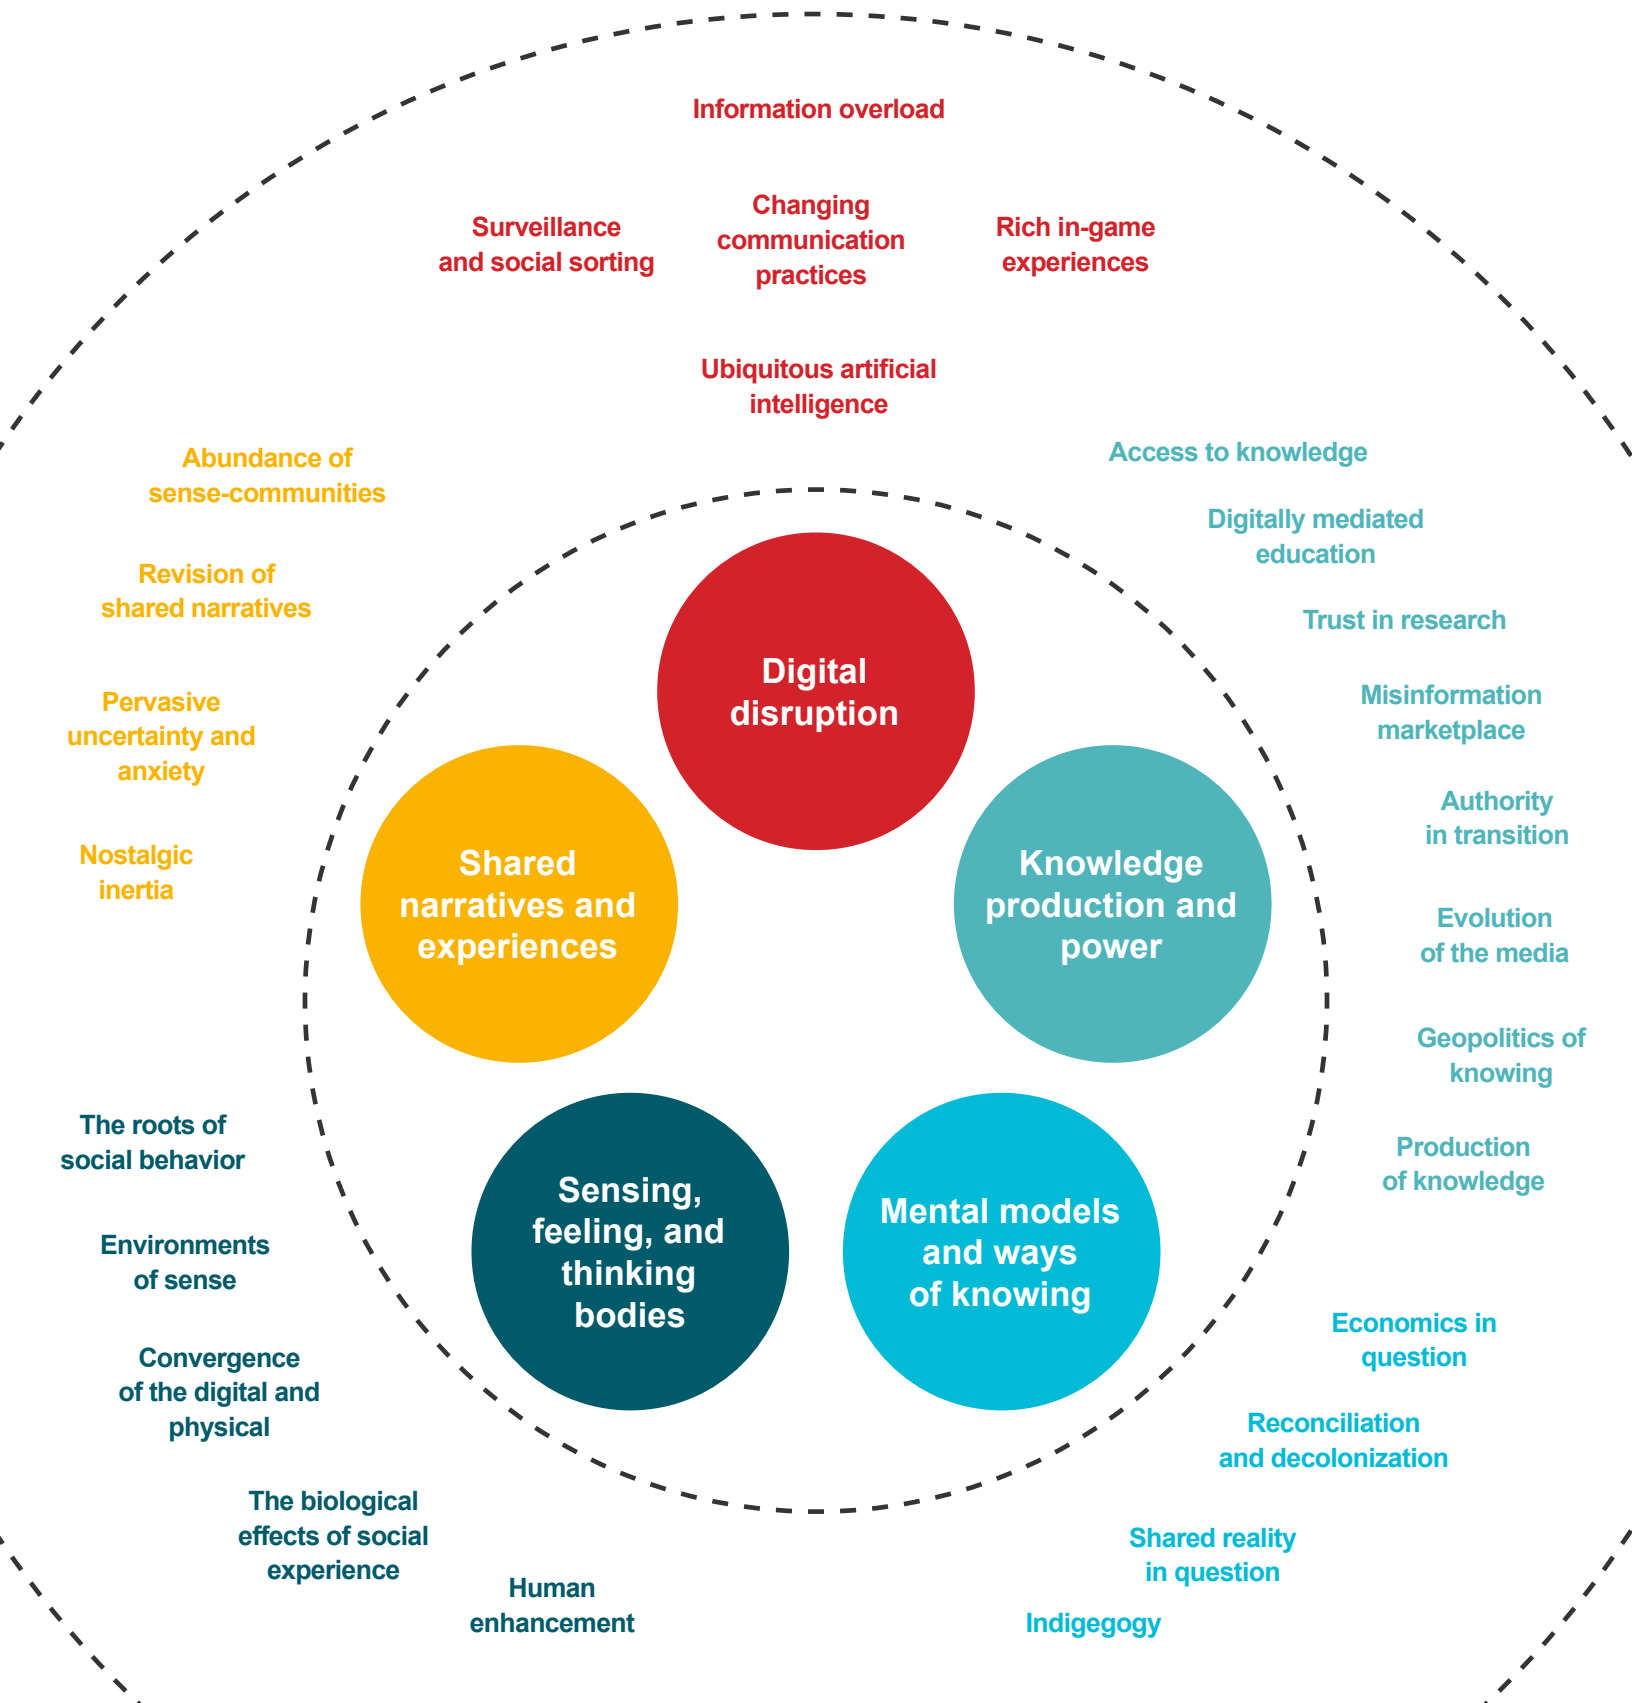 Information overload
Surveillance
and social sorting
Changing
communication
practices
Rich in-game
experiences
Ubiquitous artificial
intelligence
Abundance of
sense-communities
Revision of
shared narratives
Pervasive
uncertainty and
anxiety
Nostalgic
inertia
Access to knowledge
Digitally mediated
education
Trust in research
Misinformation
marketplace
Authority
in transition
Evolution
of the media
Geopolitics of
knowing
Production
of knowledge
Digital
disruption
Shared
narratives and
experiences
Knowledge
production and
power
Sensing,
feeling, and
thinking
bodies
Mental models
and ways
of knowing
The roots of
social behavior
Environments
of sense
Convergence
of the digital and
physical
The biological
effects of social
experience
Human
enhancement
Economics in
question
Reconciliation
and decolonization
Shared reality
in question
Indigegogy